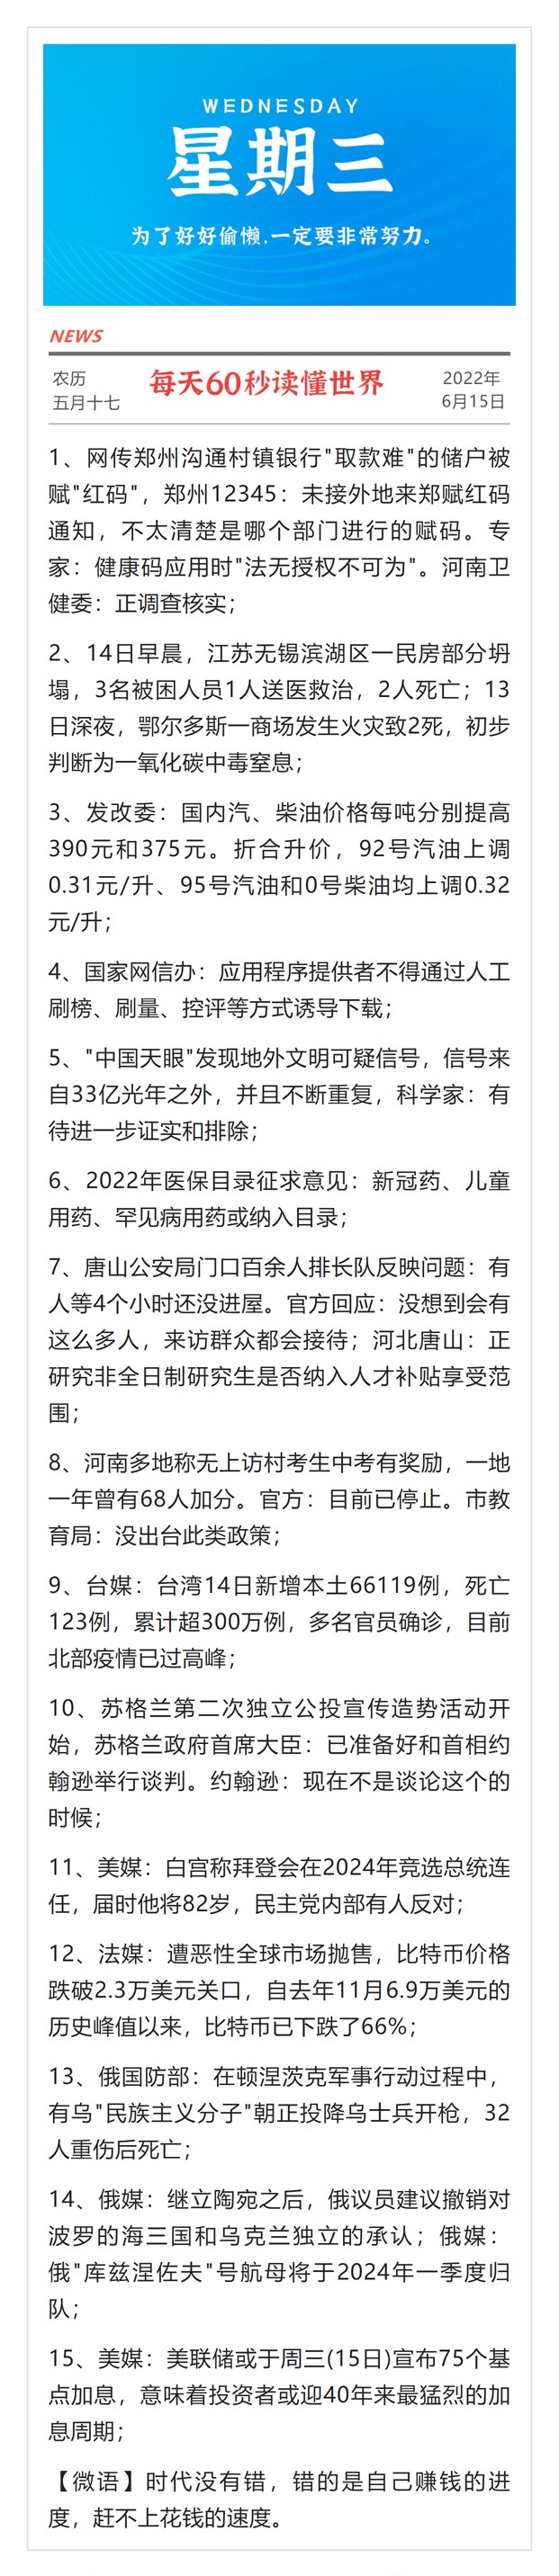 WEDNESDAY
星期三
为了好好偷懒,一定要非常努力。
NEWS
农历
五月十七
每天60秒读懂世界
2022年
6月15日
1、网传郑州沟通村镇银行"取款难"的储户被
赋"红码"，郑州12345：未接外地来郑赋红码
通知，不太清楚是哪个部门进行的赋码。专
家：健康码应用时"法无授权不可为"。河南卫
健委：正调查核实；
2、14日早晨，江苏无锡滨湖区一民房部分坍
塌，3名被困人员1人送医救治，2人死亡；13
日深夜，鄂尔多斯一商场发生火灾致2死，初步
判断为一氧化碳中毒窒息；
3、发改委：国内汽、柴油价格每吨分别提高
390元和375元。折合升价，92号汽油上调
0.31元/升、95号汽油和0号柴油均上调0.32
元/升；
4、国家网信办：应用程序提供者不得通过人工
刷榜、刷量、控评等方式诱导下载；
5、"中国天眼"发现地外文明可疑信号，信号来
自33亿光年之外，并且不断重复，科学家：有
待进一步证实和排除；
6、2022年医保目录征求意见：新冠药、儿童
用药、罕见病用药或纳入目录；
7、唐山公安局门口百余人排长队反映问题：有
人等4个小时还没进屋。官方回应：没想到会有
这么多人，来访群众都会接待；河北唐山：正
研究非全日制研究生是否纳入人才补贴享受范
围；
8、河南多地称无上访村考生中考有奖励，一地
一年曾有68人加分。官方：目前已停止。市教
育局：没出台此类政策；
9、台媒：台湾14日新增本土66119例，死亡
123例，累计超300万例，多名官员确诊，目前
北部疫情已过高峰；
10、苏格兰第二次独立公投宣传造势活动开
始，苏格兰政府首席大臣：已准备好和首相约
翰逊举行谈判。约翰逊：现在不是谈论这个的
时候；
11、美媒：白宫称拜登会在2024年竞选总统连
任，届时他将82岁，民主党内部有人反对；
12、法媒：遭恶性全球市场抛售，比特币价格
跌破2.3万美元关口，自去年11月6.9万美元的
历史峰值以来，比特币已下跌了66%；
13、俄国防部：在顿涅茨克军事行动过程中，
有乌"民族主义分子"朝正投降乌士兵开枪，32
人重伤后死亡；
14、俄媒：继立陶宛之后，俄议员建议撤销对
波罗的海三国和乌克兰独立的承认；俄媒：
俄"库兹涅佐夫"号航母将于2024年一季度归
队；
15、美媒：美联储或于周三(15日)宣布75个基
点加息，意味着投资者或迎40年来最猛烈的加
息周期；
【微语】时代没有错，错的是自己赚钱的进
度，赶不上花钱的速度。